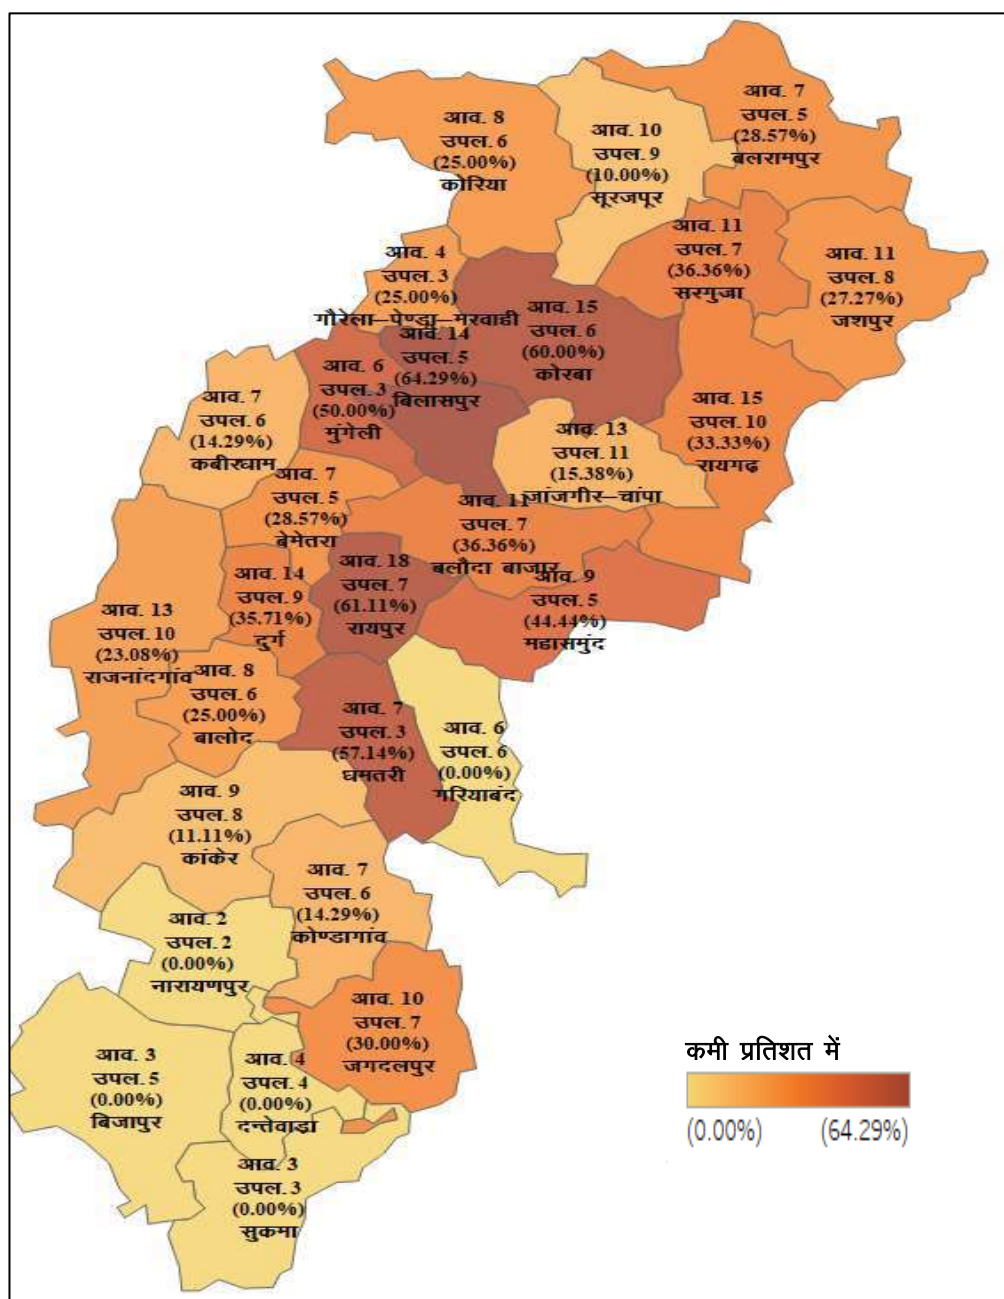 आव. 7
उपल. 5
(28.57%)
बलरामपुर
आव. 8
उपल. 6
(25.00%)
कोरिया
आव. 10
उपल. 9
(10.00%)
सूरजपूर
आव. 11
उपल. 7
(36.36%)
सरगुजा
आव. 11
उपल. 8
(27.27%)
जशपुर
आव. 4
उपल. 3
(25.00%)
गौरेला–पेण्ड्रा–मरवाही
आव. 15
उपल. 6
(60.00%)
कोरबा
आव. 14
उपल. 5
(64.29%)
बिलासपुर
आव. 6
उपल. 3
(50.00%)
मुंगेली
आव. 7
उपल. 6
(14.29%)
कबीरधाम
आव. 15
उपल. 10
(33.33%)
रायगढ़
आव. 13
उपल. 11
(15.38%)
जांजगीर–चांपा
आव. 7
उपल. 5
(28.57%)
बेमेतरा
आव. 11
उपल. 7
(36.36%)
बलौदा बाजार
आव. 18
उपल. 7
(61.11%)
रायपुर
आव. 14
उपल. 9
(35.71%)
दुर्ग
आव. 9
उपल. 5
(44.44%)
महासमुंद
आव. 13
उपल. 10
(23.08%)
राजनांदगांव
आव. 8
उपल. 6
(25.00%)
बालोद
आव. 7
उपल. 3
(57.14%)
धमतरी
आव. 6
उपल. 6
(0.00%)
गरियाबंद
आव. 9
उपल. 8
(11.11%)
कांकेर
आव. 7
उपल. 6
(14.29%)
कोण्डागांव
आव. 2
उपल. 2
(0.00%)
नारायणपुर
आव. 10
उपल. 7
(30.00%)
जगदलपुर
आव. 3
उपल. 5
(0.00%)
बिजापुर
आव. 4
उपल. 4
(0.00%)
दन्तेवाड़ा
आव. 3
उपल. 3
(0.00%)
सुकमा
कमी प्रतिशत में
(0.00%) (64.29%)